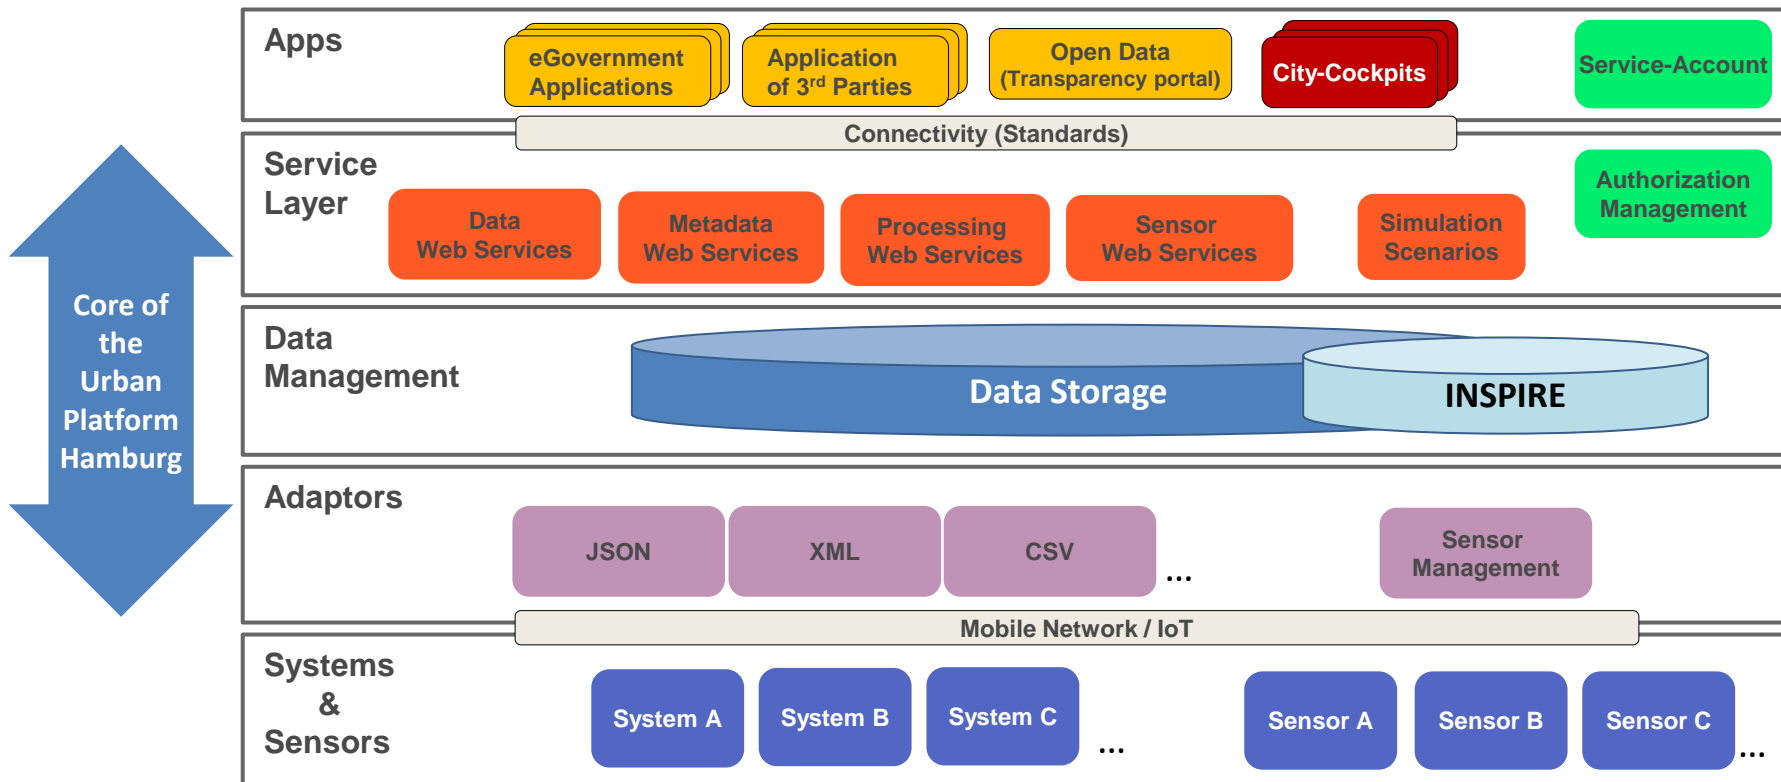 Apps
eGovernment
Applications
Application
of 3rd Parties
Open Data
(Transparency portal)
City-Cockpits
Service-Account
Connectivity (Standards)
Service
Layer
Data
Web Services
Metadata
Web Services
Processing
Web Services
Sensor
Web Services
Simulation
Scenarios
Authorization
Management
Core of
the
Urban
Platform
Hamburg
Data
Management
Data Storage
INSPIRE
Adaptors
JSON
XML
CSV
...
Sensor
Management
Mobile Network / IoT
Systems
&
Sensors
System A
System B
System C
...
Sensor A
Sensor B
Sensor C
...